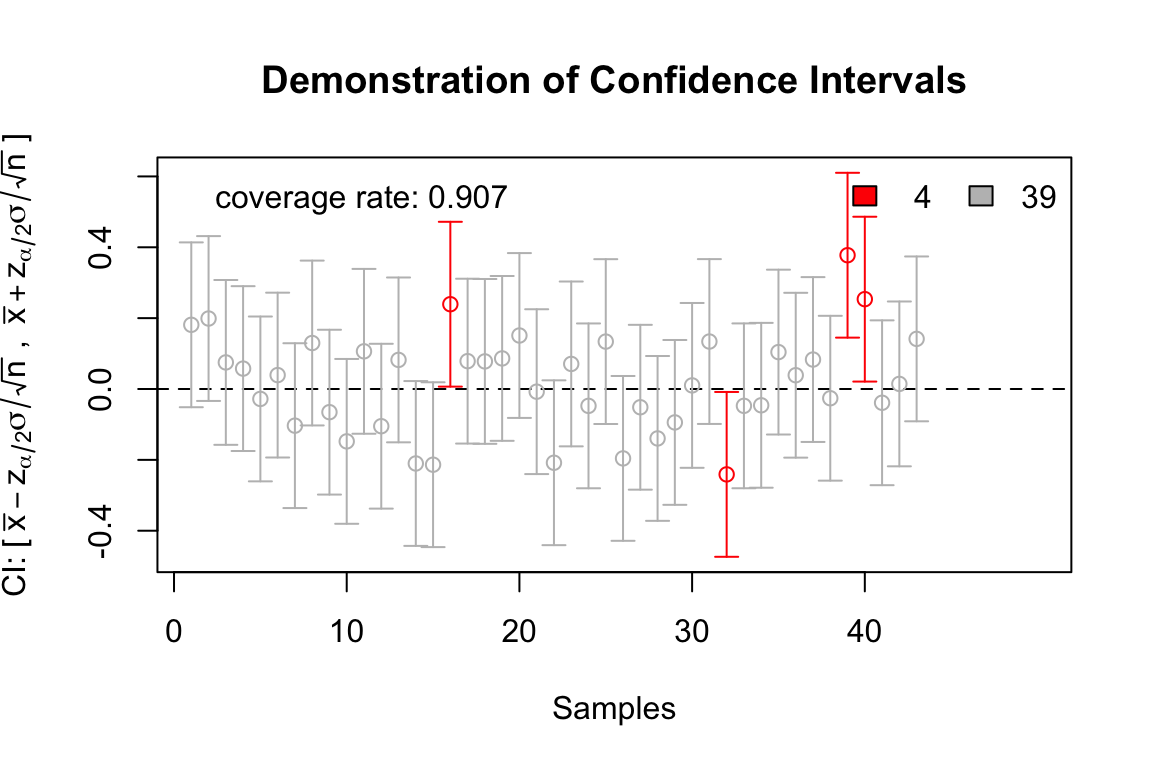 Demonstration of Confidence Intervals
CI: [ x̅ − zα/2σ/√n , x̅ + zα/2σ/√n ]
coverage rate: 0.907
4 39
0.4
0.0
-0.4
0 10 20 30 40
Samples